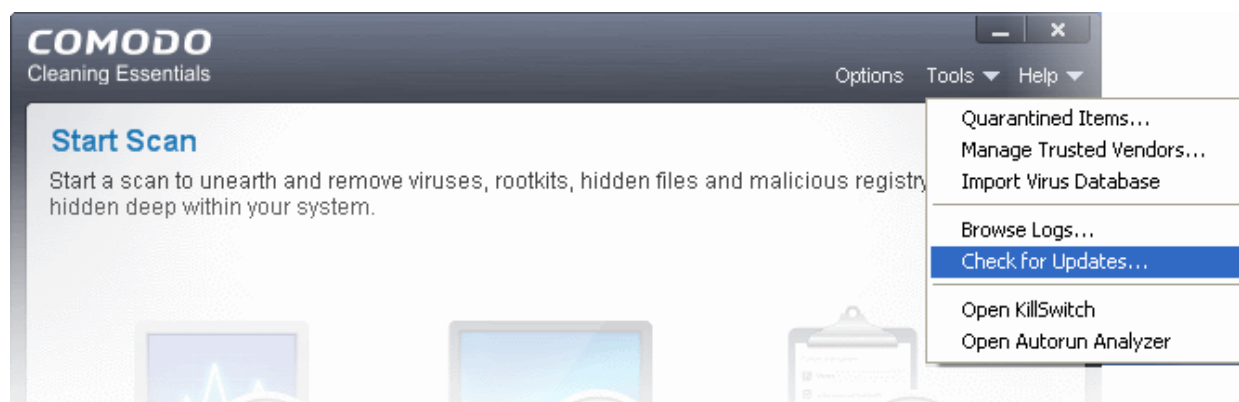 COMODO
Cleaning Essentials
Options Tools Help
Start Scan
Start a scan to unearth and remove viruses, rootkits, hidden files and malicious registry
hidden deep within your system.
Quarantined Items...
Manage Trusted Vendors...
Import Virus Database
Browse Logs...
Check for Updates...
Open KillSwitch
Open Autorun Analyzer